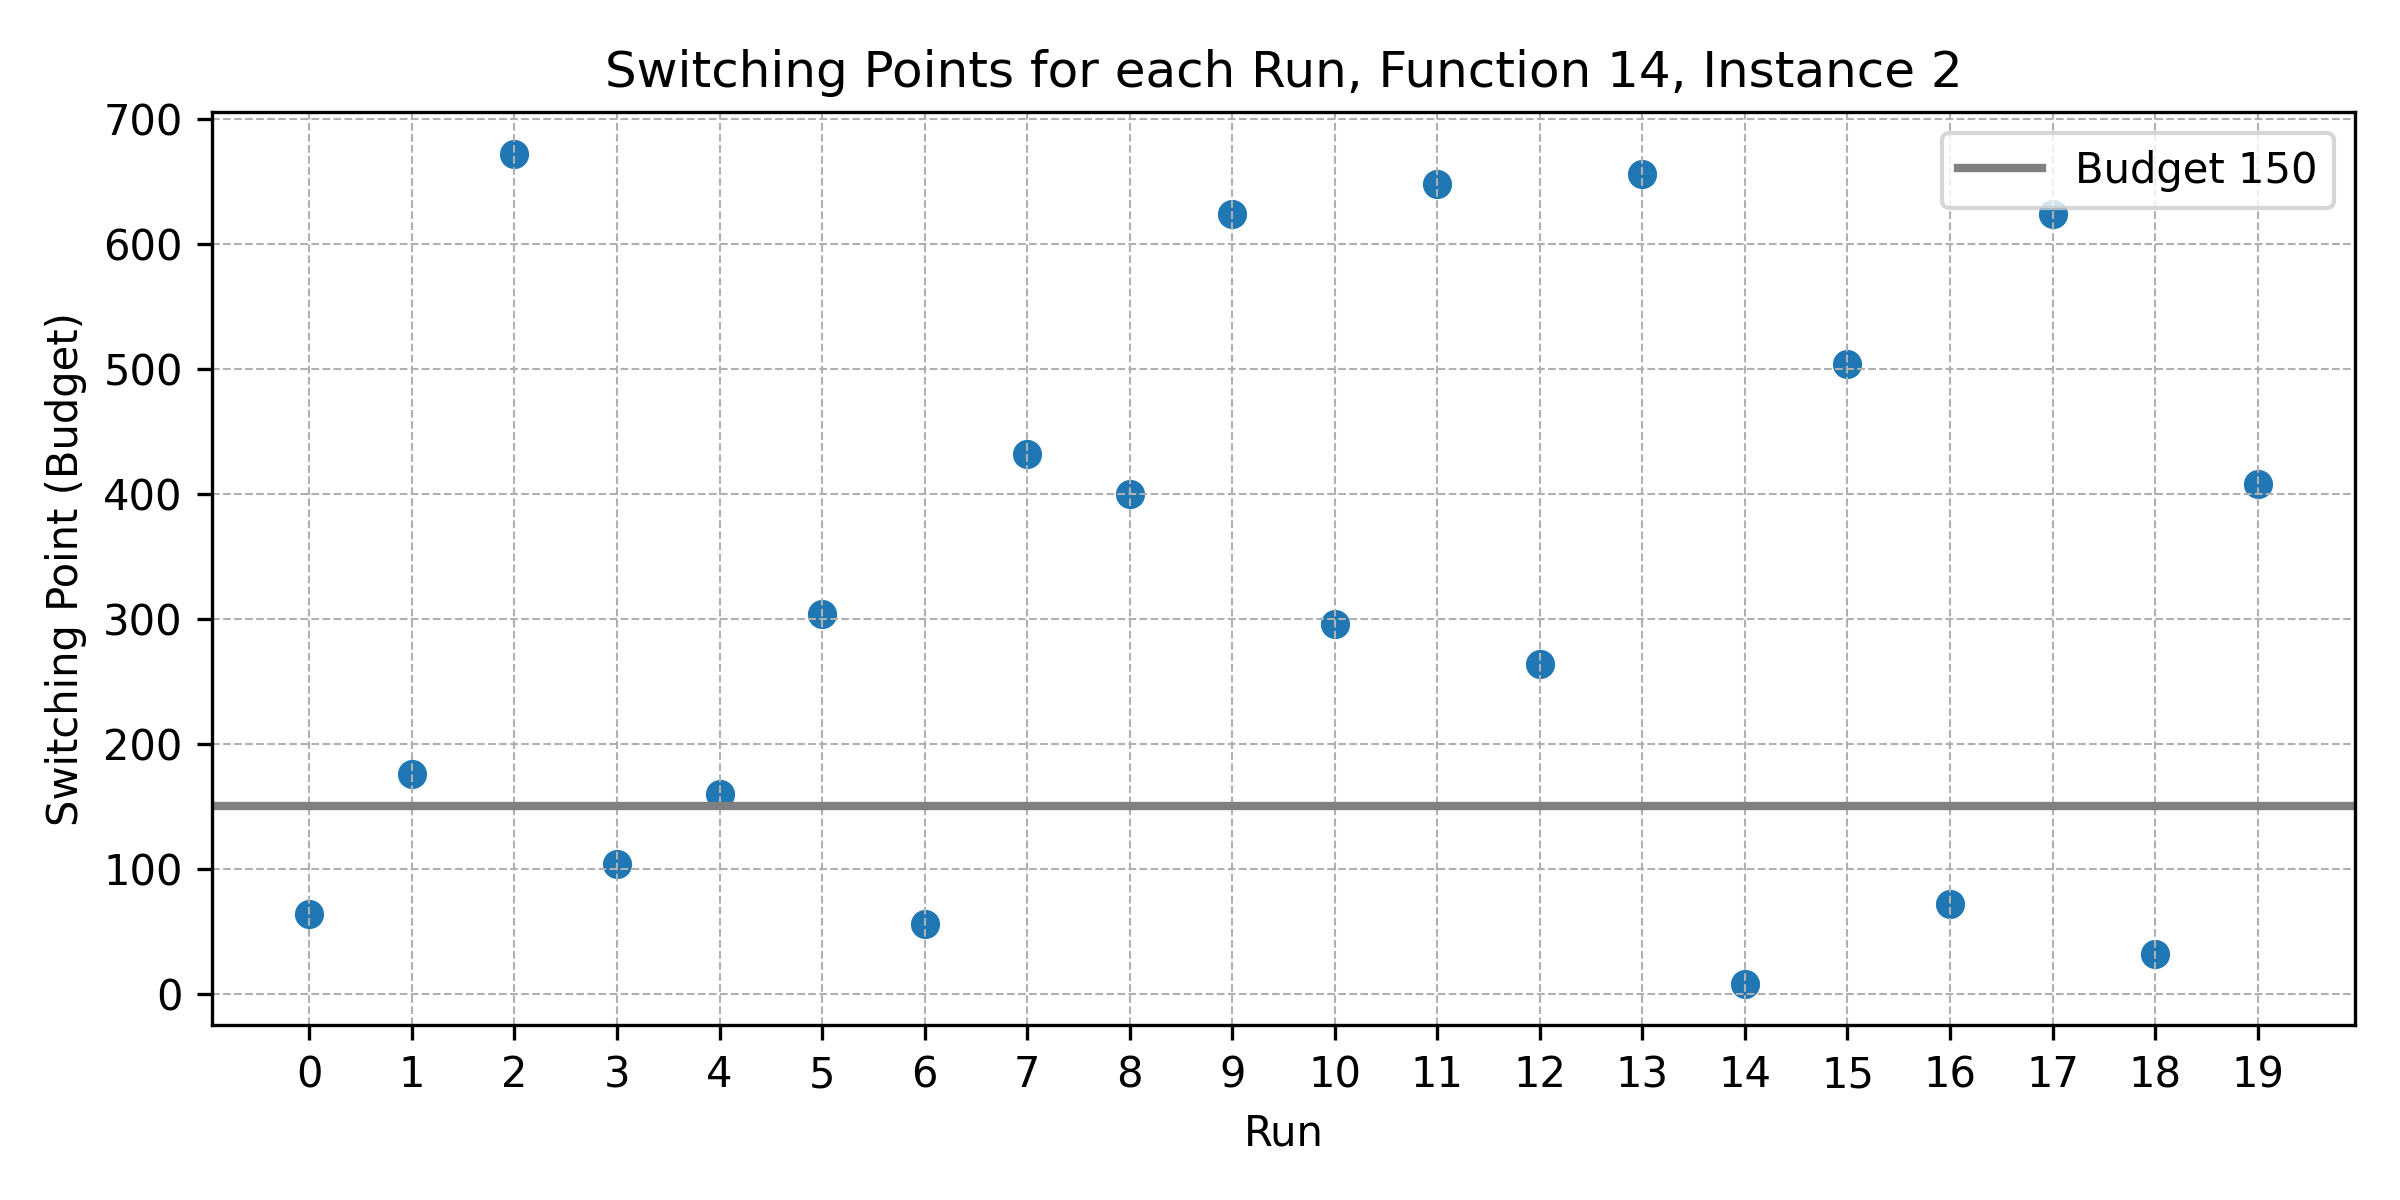 Switching Points for each Run, Function 14, Instance 2
Budget 150
Switching Point (Budget)
700
600
500
400
300
200
100
0
0 1 2 3 4 5 6 7 8 9 10 11 12 13 14 15 16 17 18 19
Run